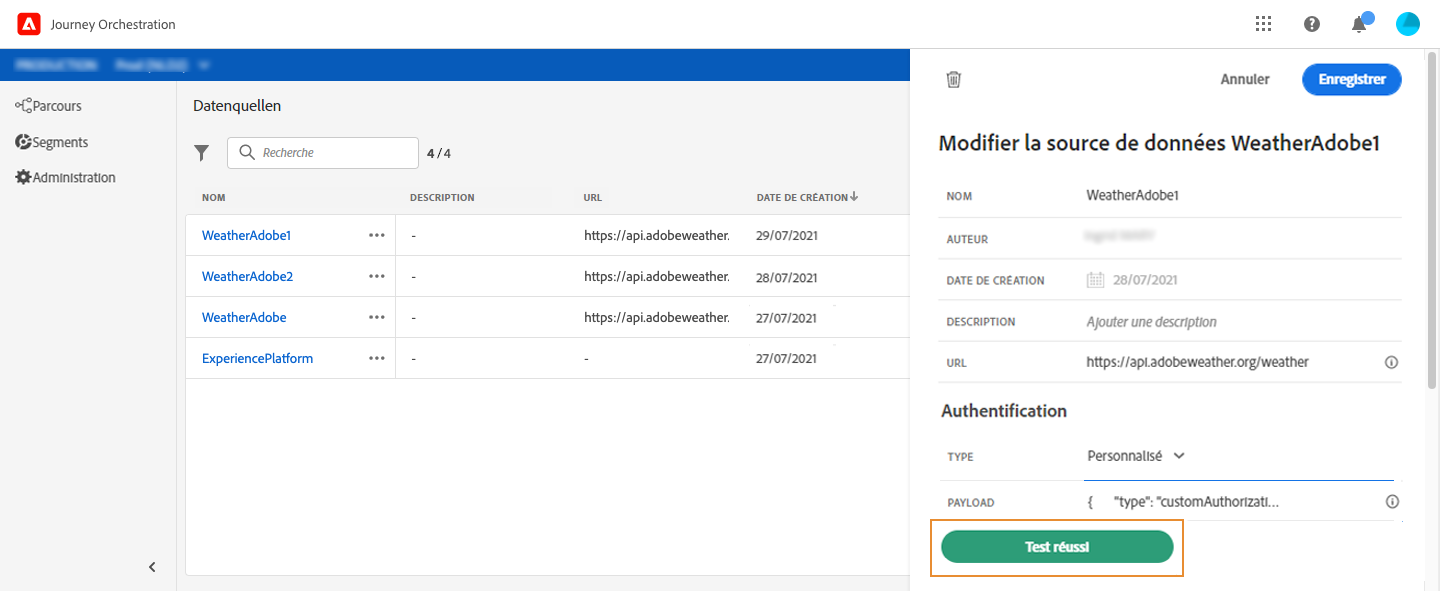 Journey Orchestration
Annuler
Enregistrer
Parcours
Segments
Administration
Datenquellen
Recherche
4 / 4
NOM DESCRIPTION URL DATE DE CRÉATION
WeatherAdobe1 - https://api.adobeweather. 29/07/2021
WeatherAdobe2 - https://api.adobeweather. 28/07/2021
WeatherAdobe - https://api.adobeweather. 27/07/2021
ExperiencePlatform - - 27/07/2021
Modifier la source de données WeatherAdobe1
NOM WeatherAdobe1
AUTEUR
DATE DE CRÉATION 28/07/2021
DESCRIPTION Ajouter une description
URL https://api.adobeweather.org/weather
Authentification
TYPE Personnalisé
PAYLOAD { "type": "customAuthorizati...
Test réussi